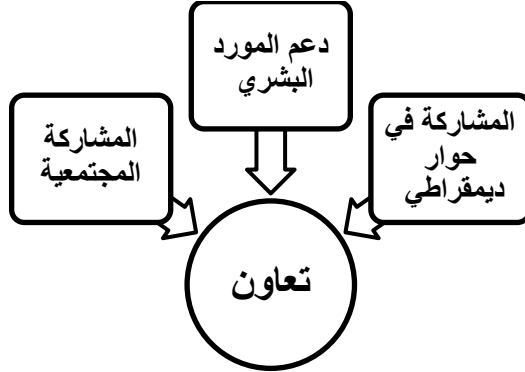 دعم المورد
البشري
المشاركة في
حوار
ديمقراطي
المشاركة
المجتمعية
تعاون